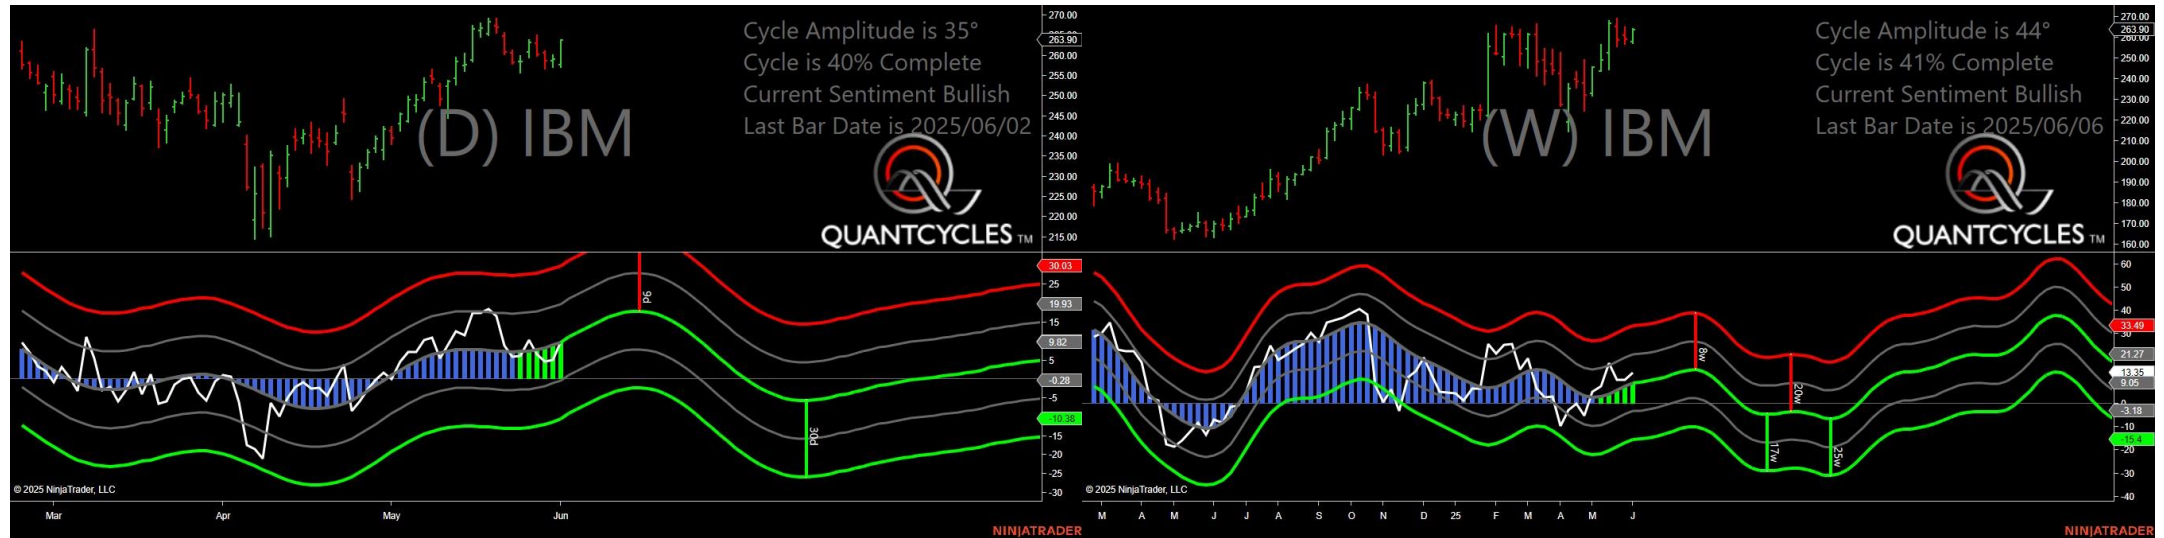 Cycle Amplitude is 35°
Cycle is 40% Complete
Current Sentiment Bullish
Last Bar Date is 2025/06/02
(D) IBM
QUANTCYCLES TM
270.00
263.90
260.00
255.00
250.00
245.00
240.00
235.00
230.00
225.00
220.00
215.00
30.03
25
19.93
15
9.82
5
-0.28
-5
-10.38
-15
-20
-25
-30
9d
30d
© 2025 NinjaTrader, LLC
Mar
Apr
May
Jun
NINJATRADER
Cycle Amplitude is 44°
Cycle is 41% Complete
Current Sentiment Bullish
Last Bar Date is 2025/06/06
(W) IBM
QUANTCYCLES TM
270.00
263.90
260.00
250.00
240.00
230.00
220.00
210.00
200.00
190.00
180.00
170.00
160.00
60
50
40
33.49
30
21.27
13.35
9.05
0
-3.18
-10
-15.4
-20
-30
-40
8w
20w
17w
25w
© 2025 NinjaTrader, LLC
M A M J J A S O N D 25 F M A M J
NINJATRADER